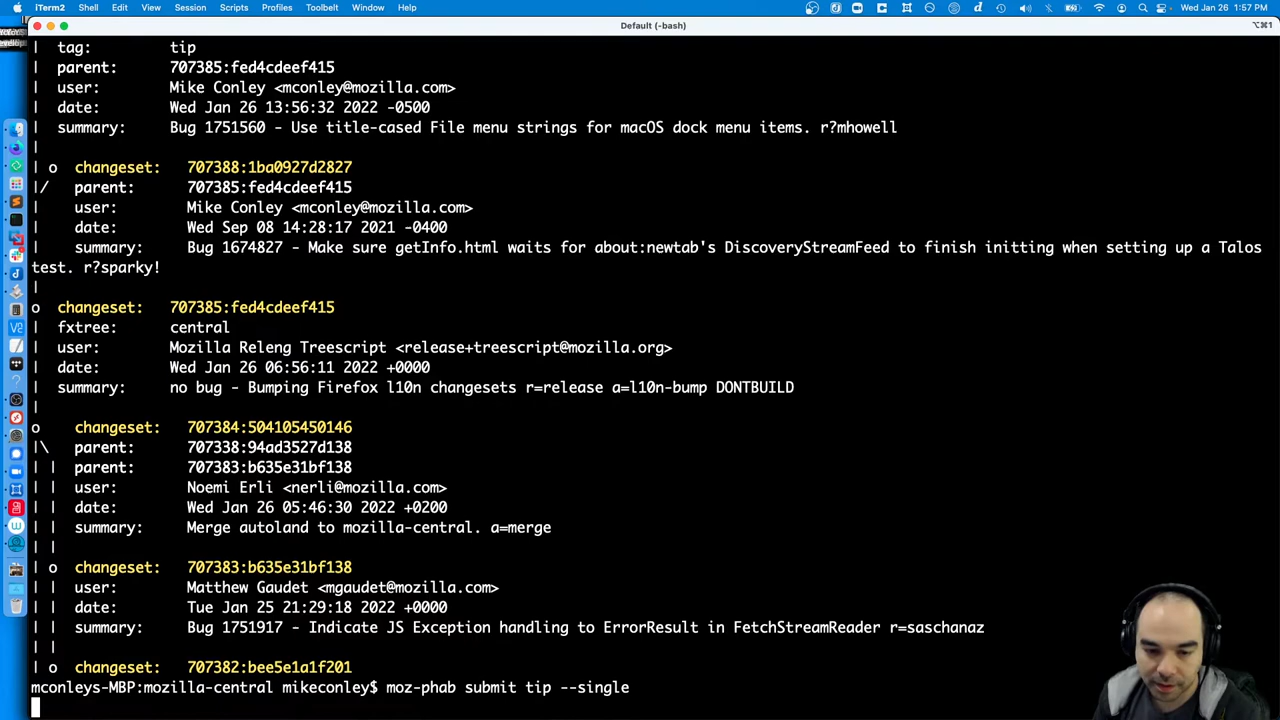 iTerm2 Shell Edit View Session Scripts Profiles Toolbelt Window Help Wed Jan 26 1:57 PM
Default (-bash) ⌥⌘1
| tag: tip
| parent: 707385:fed4cdeef415
| user: Mike Conley <mconley@mozilla.com>
| date: Wed Jan 26 13:56:32 2022 -0500
| summary: Bug 1751560 - Use title-cased File menu strings for macOS dock menu items. r?mhowell
|
| o changeset: 707388:1ba0927d2827
|/ parent: 707385:fed4cdeef415
| user: Mike Conley <mconley@mozilla.com>
| date: Wed Sep 08 14:28:17 2021 -0400
| summary: Bug 1674827 - Make sure getInfo.html waits for about:newtab's DiscoveryStreamFeed to finish initting when setting up a Talos
test. r?sparky!
|
o changeset: 707385:fed4cdeef415
| fxtree: central
| user: Mozilla Releng Treescript <release+treescript@mozilla.org>
| date: Wed Jan 26 06:56:11 2022 +0000
| summary: no bug - Bumping Firefox l10n changesets r=release a=l10n-bump DONTBUILD
|
o changeset: 707384:504105450146
|\ parent: 707338:94ad3527d138
| | parent: 707383:b635e31bf138
| | user: Noemi Erli <nerli@mozilla.com>
| | date: Wed Jan 26 05:46:30 2022 +0200
| | summary: Merge autoland to mozilla-central. a=merge
| |
| o changeset: 707383:b635e31bf138
| | user: Matthew Gaudet <mgaudet@mozilla.com>
| | date: Tue Jan 25 21:29:18 2022 +0000
| | summary: Bug 1751917 - Indicate JS Exception handling to ErrorResult in FetchStreamReader r=saschanaz
| |
| o changeset: 707382:bee5e1a1f201
mconleys-MBP:mozilla-central mikeconley$ moz-phab submit tip --single